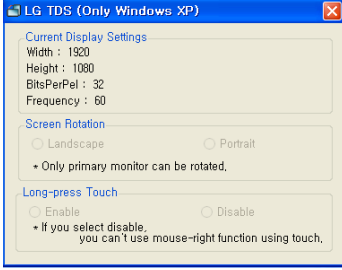 LG TDS (Only Windows XP)
Current Display Settings
Width : 1920
Height : 1080
BitsPerPel : 32
Frequency : 60
Screen Rotation
Landscape Portrait
* Only primary monitor can be rotated.
Long-press Touch
Enable Disable
* If you select disable,
you can't use mouse-right function using touch.